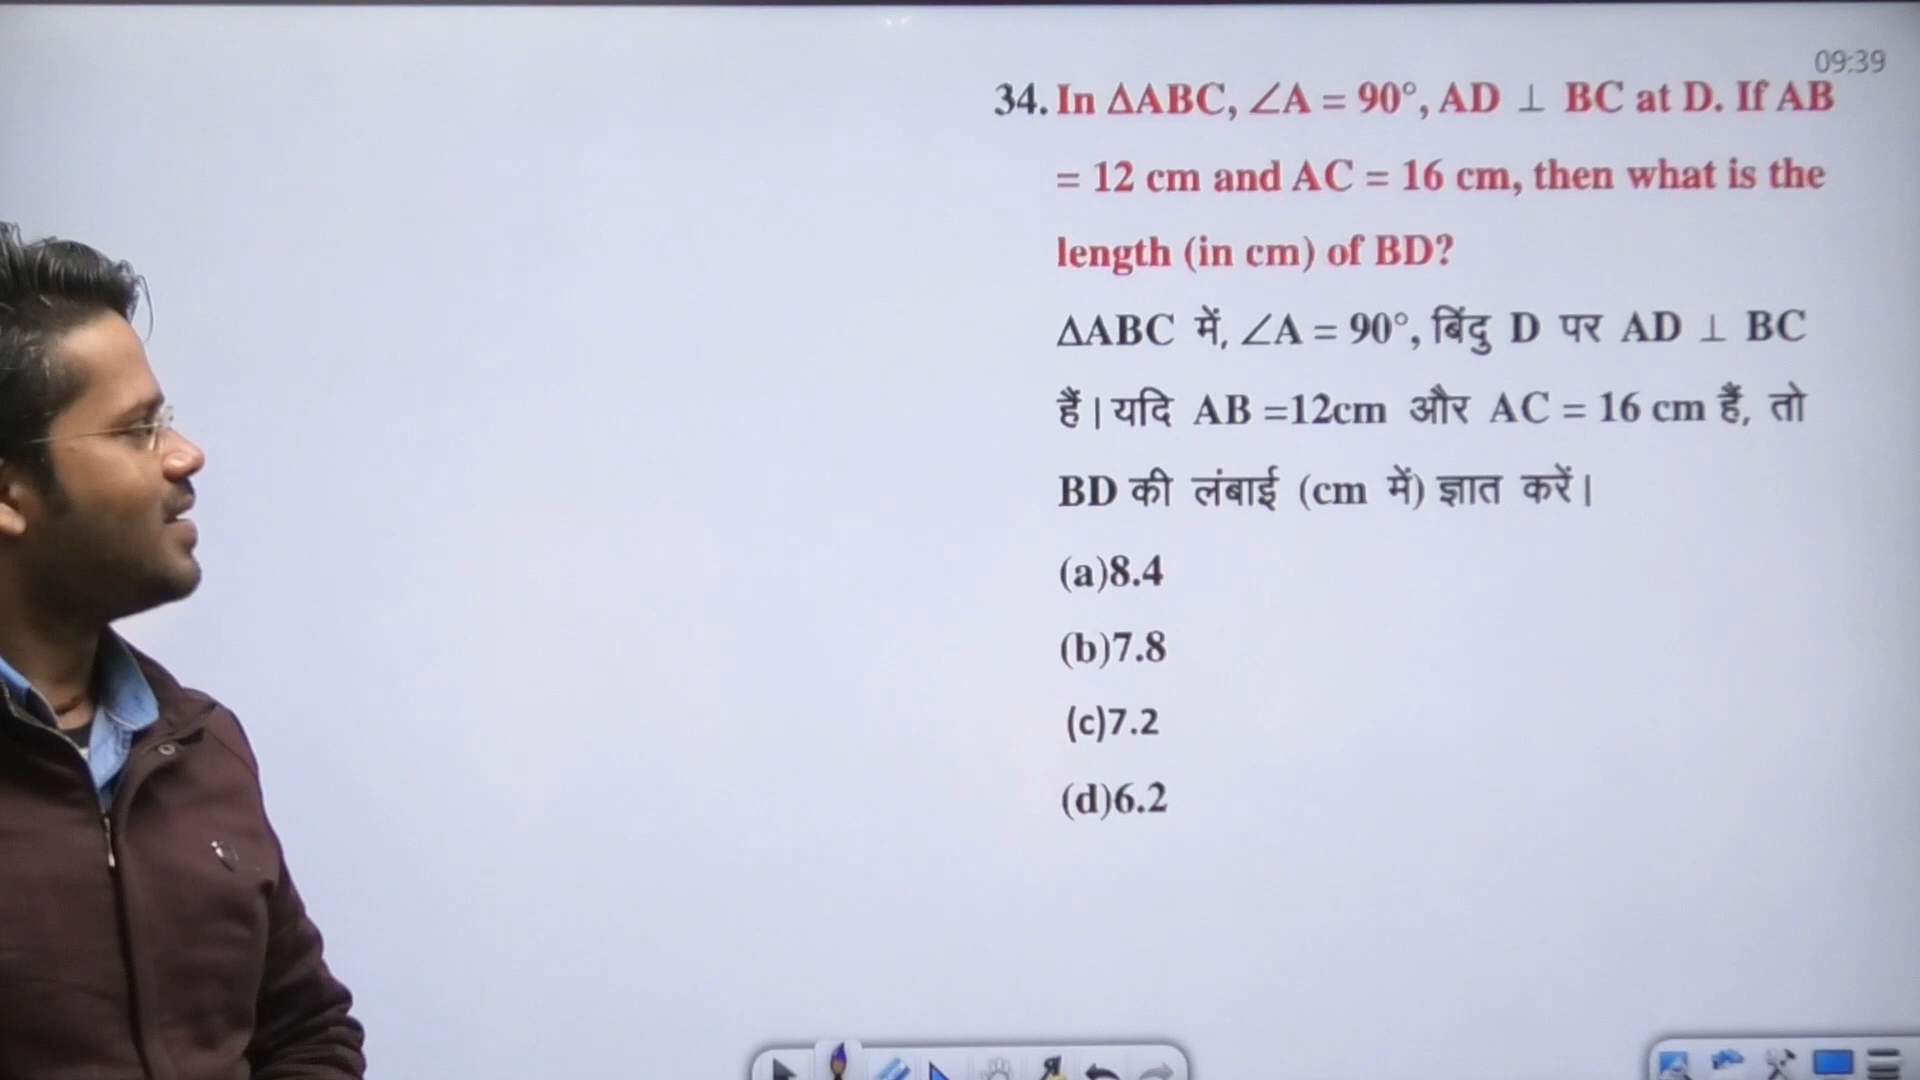 09:39
34. In ΔABC, ∠A = 90°, AD ⊥ BC at D. If AB
= 12 cm and AC = 16 cm, then what is the
length (in cm) of BD?
ΔABC में, ∠A = 90°, बिंदु D पर AD ⊥ BC
हैं। यदि AB =12cm और AC = 16 cm हैं, तो
BD की लंबाई (cm में) ज्ञात करें।
(a)8.4
(b)7.8
(c)7.2
(d)6.2